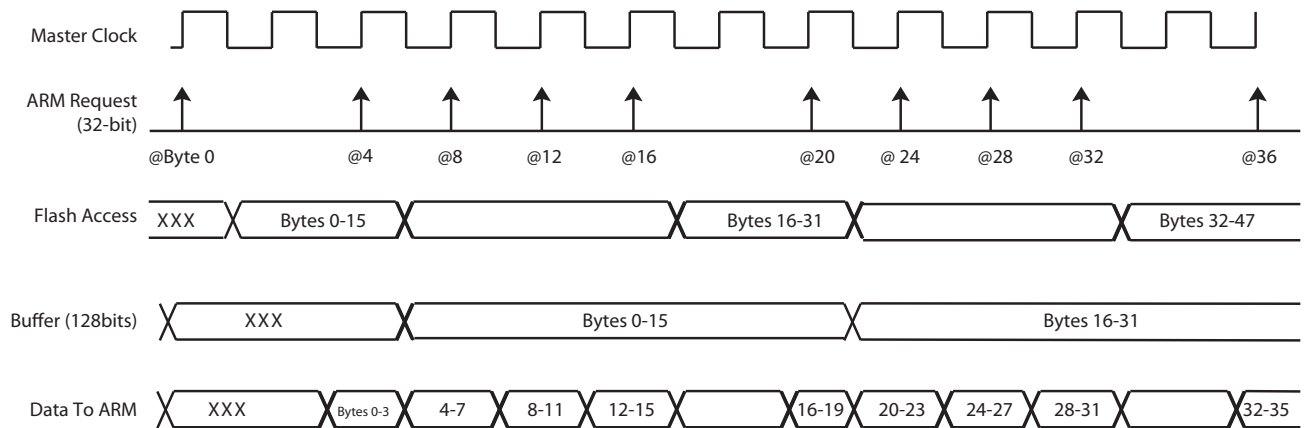 Master Clock
ARM Request
(32-bit)
@Byte 0 @4 @8 @12 @16 @20 @ 24 @28 @32 @36
Flash Access XXX Bytes 0-15 Bytes 16-31 Bytes 32-47
Buffer (128bits) XXX Bytes 0-15 Bytes 16-31
Data To ARM XXX Bytes 0-3 4-7 8-11 12-15 16-19 20-23 24-27 28-31 32-35